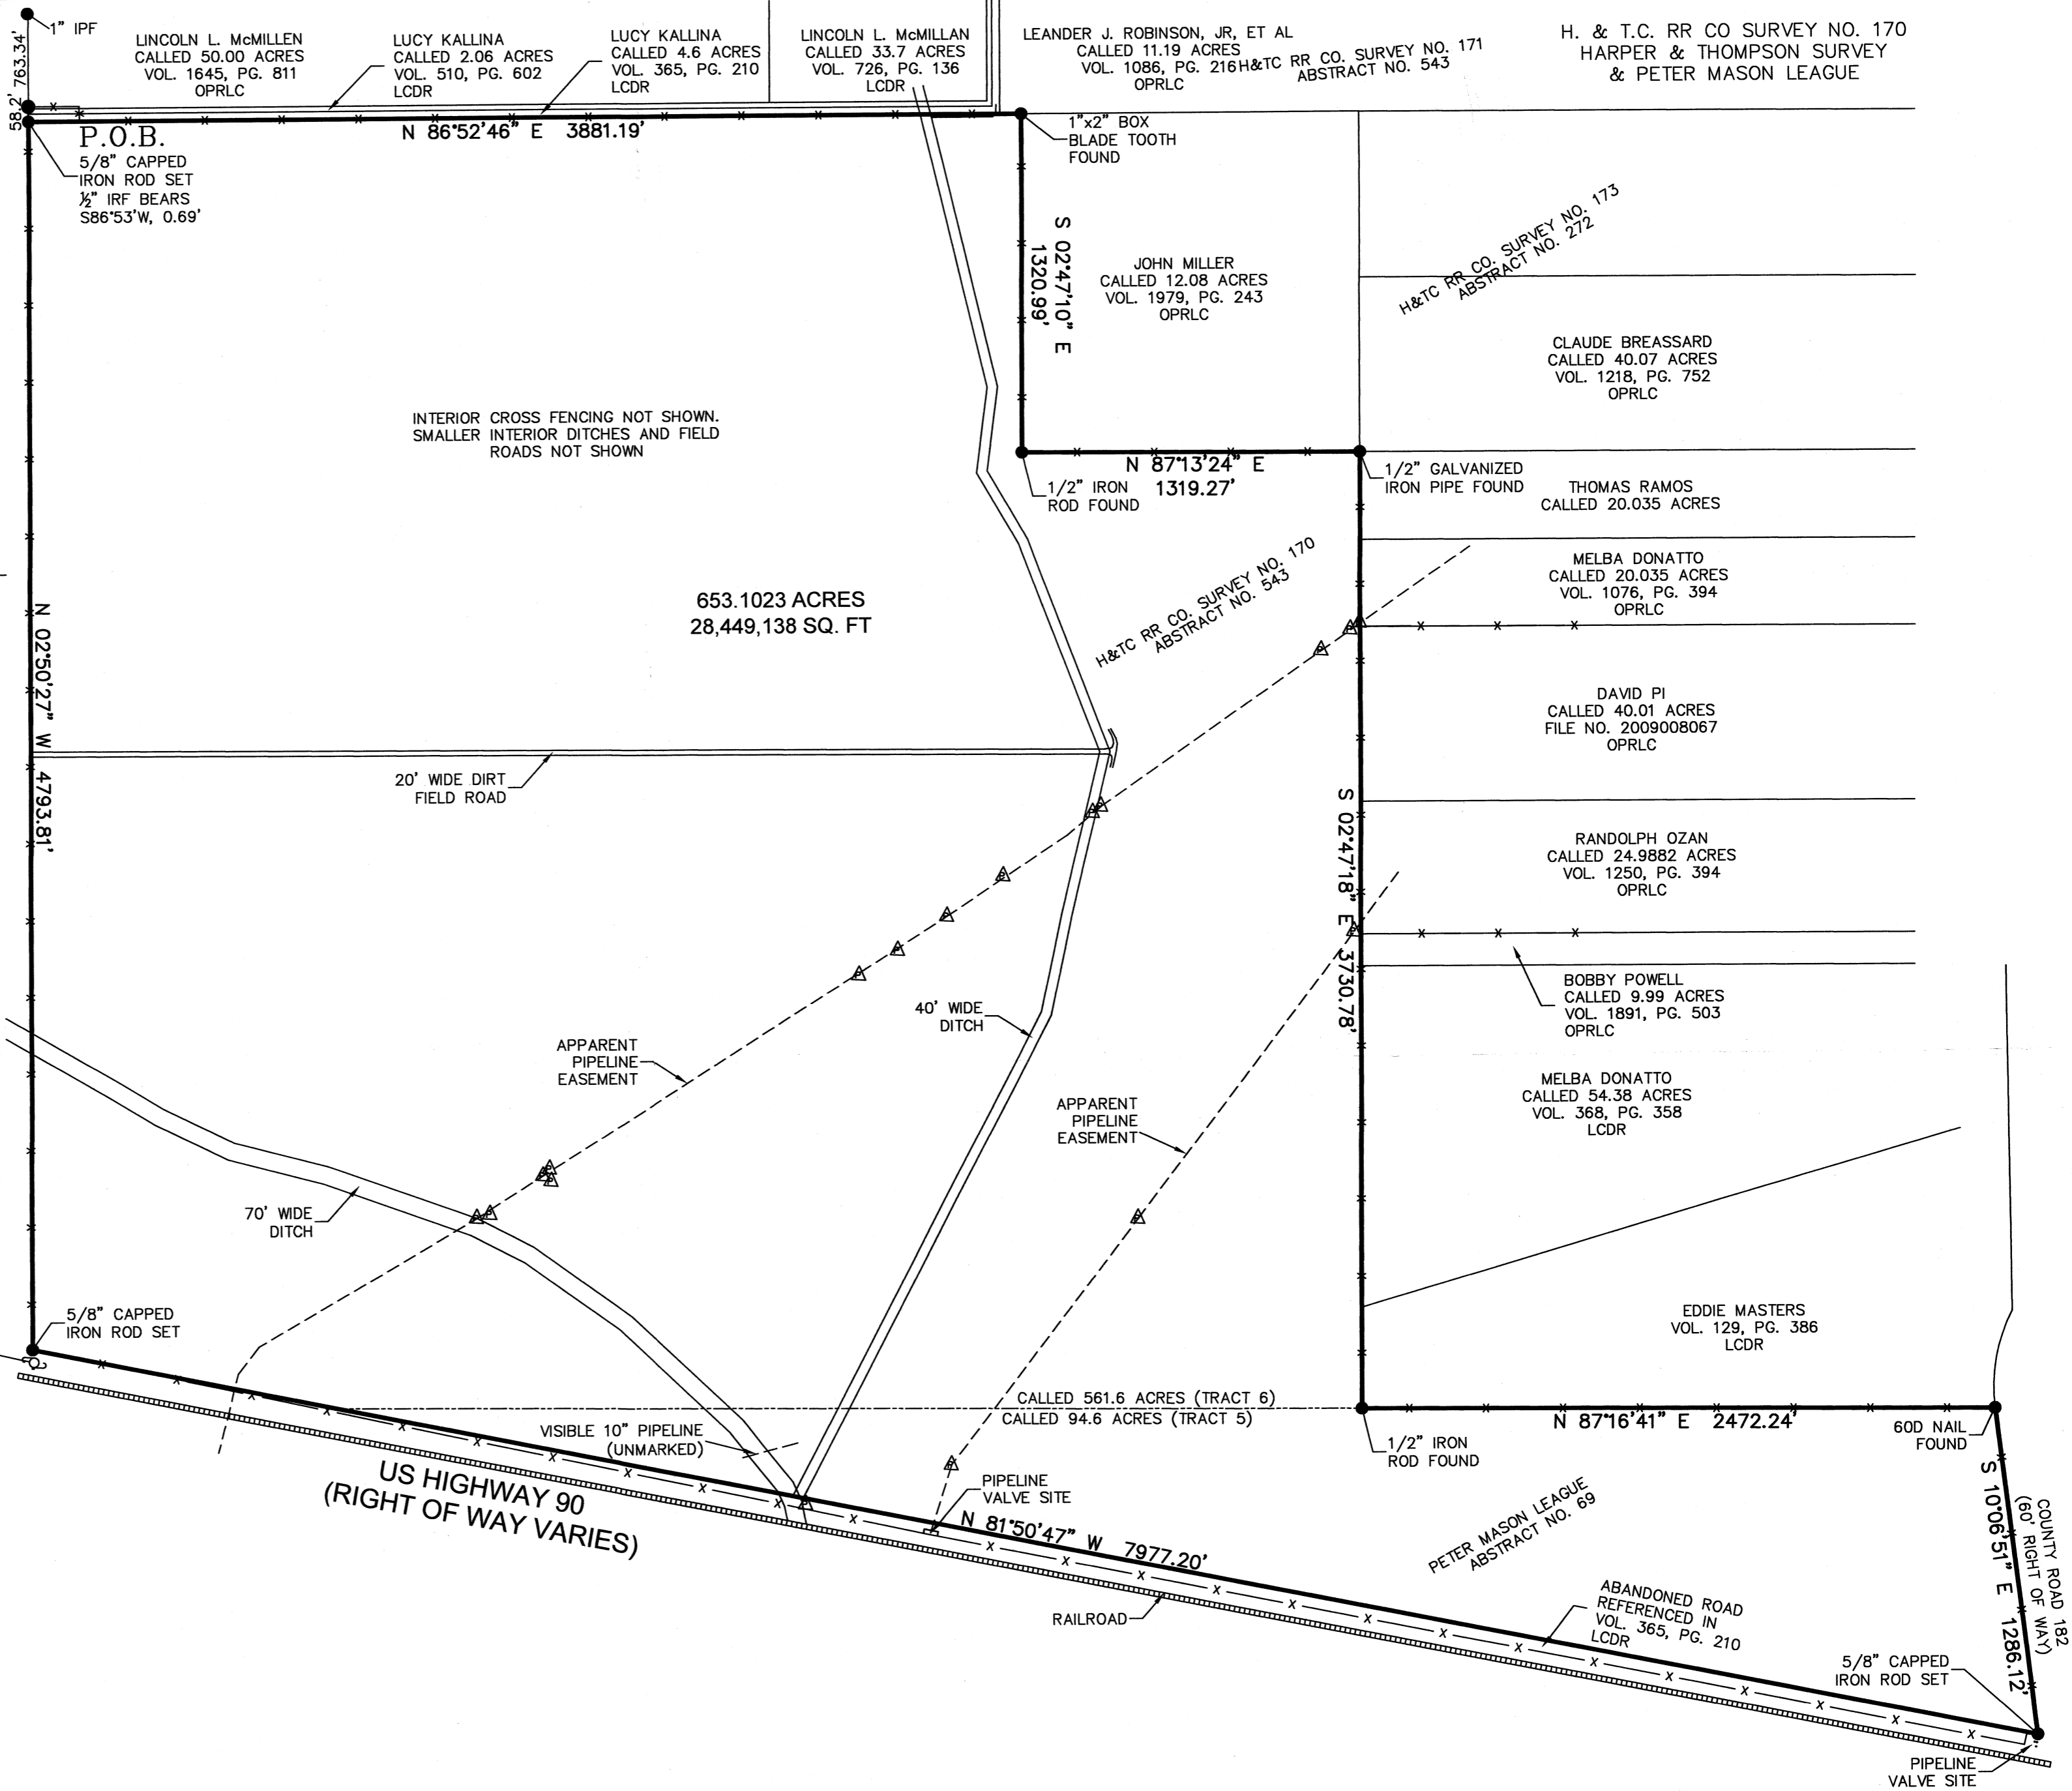 1" IPF
58.2' 763.34'
LINCOLN L. McMILLEN
CALLED 50.00 ACRES
VOL. 1645, PG. 811
OPRLC
LUCY KALLINA
CALLED 2.06 ACRES
VOL. 510, PG. 602
LCDR
LUCY KALLINA
CALLED 4.6 ACRES
VOL. 365, PG. 210
LCDR
LINCOLN L. McMILLAN
CALLED 33.7 ACRES
VOL. 726, PG. 136
LCDR
LEANDER J. ROBINSON, JR, ET AL
CALLED 11.19 ACRES
VOL. 1086, PG. 216
OPRLC
H&TC RR CO. SURVEY NO. 171
ABSTRACT NO. 543
H. & T.C. RR CO SURVEY NO. 170
HARPER & THOMPSON SURVEY
& PETER MASON LEAGUE
P.O.B.
5/8" CAPPED
IRON ROD SET
½" IRF BEARS
S86°53'W, 0.69'
N 86°52'46" E 3881.19'
1"x2" BOX
BLADE TOOTH
FOUND
S 02°47'10" E
1320.99'
JOHN MILLER
CALLED 12.08 ACRES
VOL. 1979, PG. 243
OPRLC
H&TC RR CO. SURVEY NO. 173
ABSTRACT NO. 272
CLAUDE BREASSARD
CALLED 40.07 ACRES
VOL. 1218, PG. 752
OPRLC
INTERIOR CROSS FENCING NOT SHOWN.
SMALLER INTERIOR DITCHES AND FIELD
ROADS NOT SHOWN
N 87°13'24" E
1319.27'
1/2" IRON
ROD FOUND
1/2" GALVANIZED
IRON PIPE FOUND
THOMAS RAMOS
CALLED 20.035 ACRES
H&TC RR CO. SURVEY NO. 170
ABSTRACT NO. 543
MELBA DONATTO
CALLED 20.035 ACRES
VOL. 1076, PG. 394
OPRLC
653.1023 ACRES
28,449,138 SQ. FT
N 02°50'27" W 4793.81'
DAVID PI
CALLED 40.01 ACRES
FILE NO. 2009008067
OPRLC
20' WIDE DIRT
FIELD ROAD
S 02°47'18" E 3730.78'
RANDOLPH OZAN
CALLED 24.9882 ACRES
VOL. 1250, PG. 394
OPRLC
BOBBY POWELL
CALLED 9.99 ACRES
VOL. 1891, PG. 503
OPRLC
40' WIDE
DITCH
APPARENT
PIPELINE
EASEMENT
APPARENT
PIPELINE
EASEMENT
MELBA DONATTO
CALLED 54.38 ACRES
VOL. 368, PG. 358
LCDR
70' WIDE
DITCH
5/8" CAPPED
IRON ROD SET
EDDIE MASTERS
VOL. 129, PG. 386
LCDR
CALLED 561.6 ACRES (TRACT 6)
CALLED 94.6 ACRES (TRACT 5)
VISIBLE 10" PIPELINE
(UNMARKED)
N 87°16'41" E 2472.24'
1/2" IRON
ROD FOUND
60D NAIL
FOUND
US HIGHWAY 90
(RIGHT OF WAY VARIES)
PIPELINE
VALVE SITE
N 81°50'47" W 7977.20'
PETER MASON LEAGUE
ABSTRACT NO. 69
S 10°06'51" E 1286.12'
COUNTY ROAD 182
(60' RIGHT OF WAY)
RAILROAD
ABANDONED ROAD
REFERENCED IN
VOL. 365, PG. 210
LCDR
5/8" CAPPED
IRON ROD SET
PIPELINE
VALVE SITE